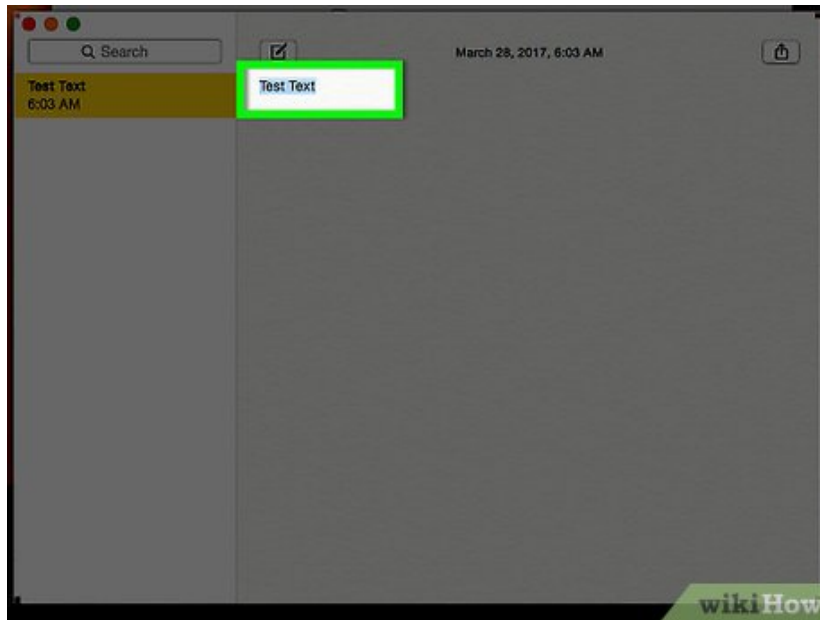 Search
March 28, 2017, 6:03 AM
Test Text
6:03 AM
Test Text
wikiHow